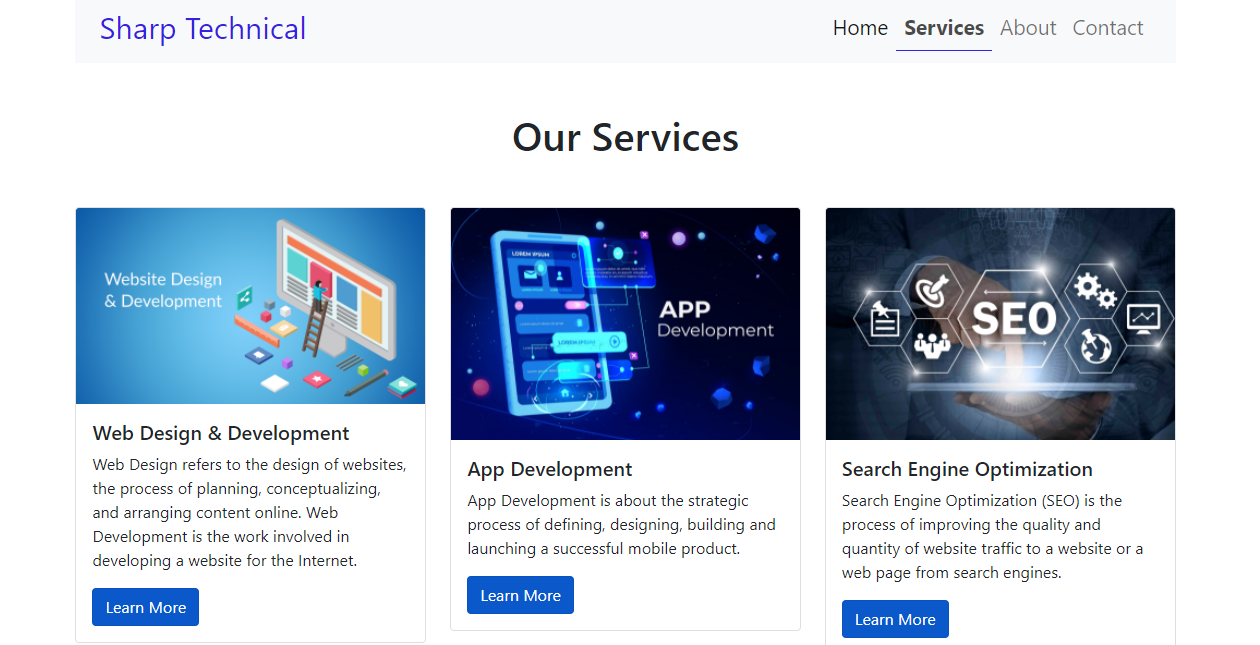 Sharp Technical
Home Services About Contact
Our Services
Website Design
& Development
Web Design & Development
Web Design refers to the design of websites,
the process of planning, conceptualizing,
and arranging content online. Web
Development is the work involved in
developing a website for the Internet.
Learn More
LOREM IPSUM
APP
Development
LOREM IPSUM
App Development
App Development is about the strategic
process of defining, designing, building and
launching a successful mobile product.
Learn More
SEO
Search Engine Optimization
Search Engine Optimization (SEO) is the
process of improving the quality and
quantity of website traffic to a website or a
web page from search engines.
Learn More